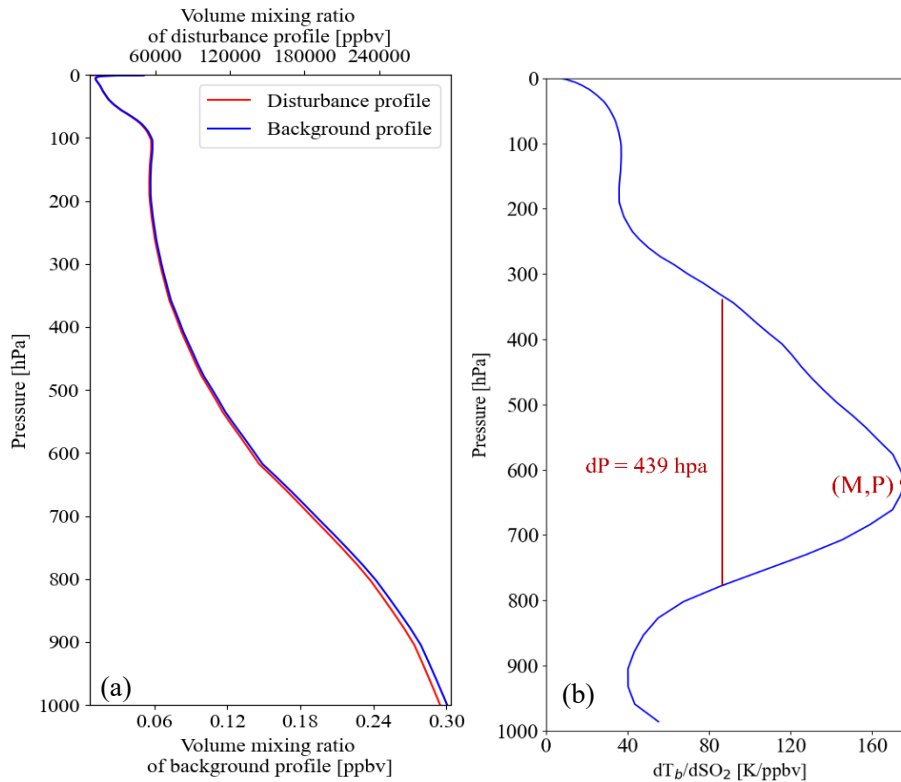 Volume mixing ratio
of disturbance profile [ppbv]
60000 120000 180000 240000
0
100
200
300
400
500
600
700
800
900
1000
Pressure [hPa]
Disturbance profile
Background profile
(a)
0.06 0.12 0.18 0.24 0.30
Volume mixing ratio
of background profile [ppbv]
0
100
200
300
400
500
600
700
800
900
1000
Pressure [hPa]
dP = 439 hpa
(M,P)
(b)
0 40 80 120 160
dT_b/dSO₂ [K/ppbv]